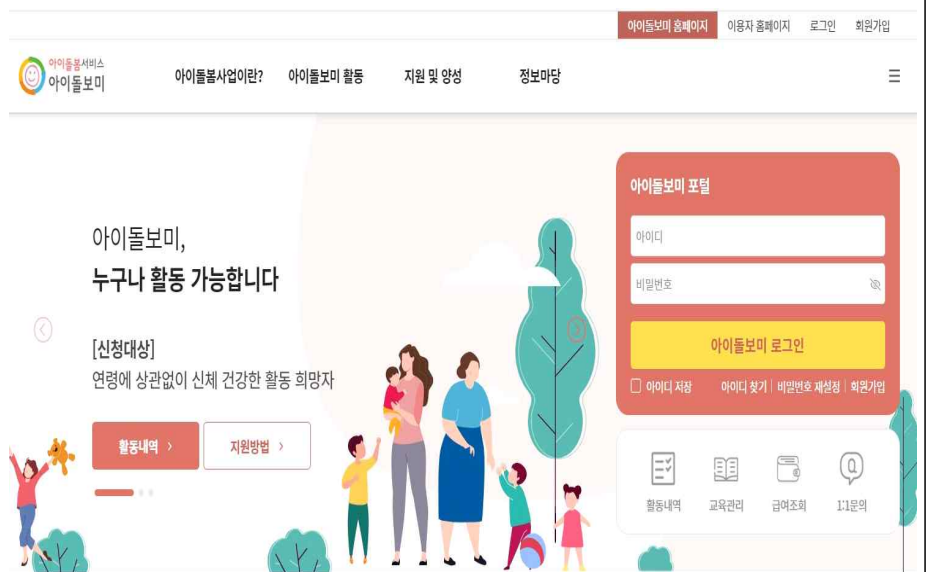 아이돌보미 홈페이지 이용자 홈페이지 로그인 회원가입
아이돌봄서비스
아이돌보미
아이돌봄사업이란? 아이돌보미 활동 지원 및 양성 정보마당
아이돌보미,
누구나 활동 가능합니다
[신청대상]
연령에 상관없이 신체 건강한 활동 희망자
활동내역 >
지원방법 >
아이돌보미 포털
아이디
비밀번호
아이돌보미 로그인
아이디 저장 아이디 찾기 | 비밀번호 재설정 | 회원가입
활동내역 교육관리 급여조회 1:1문의